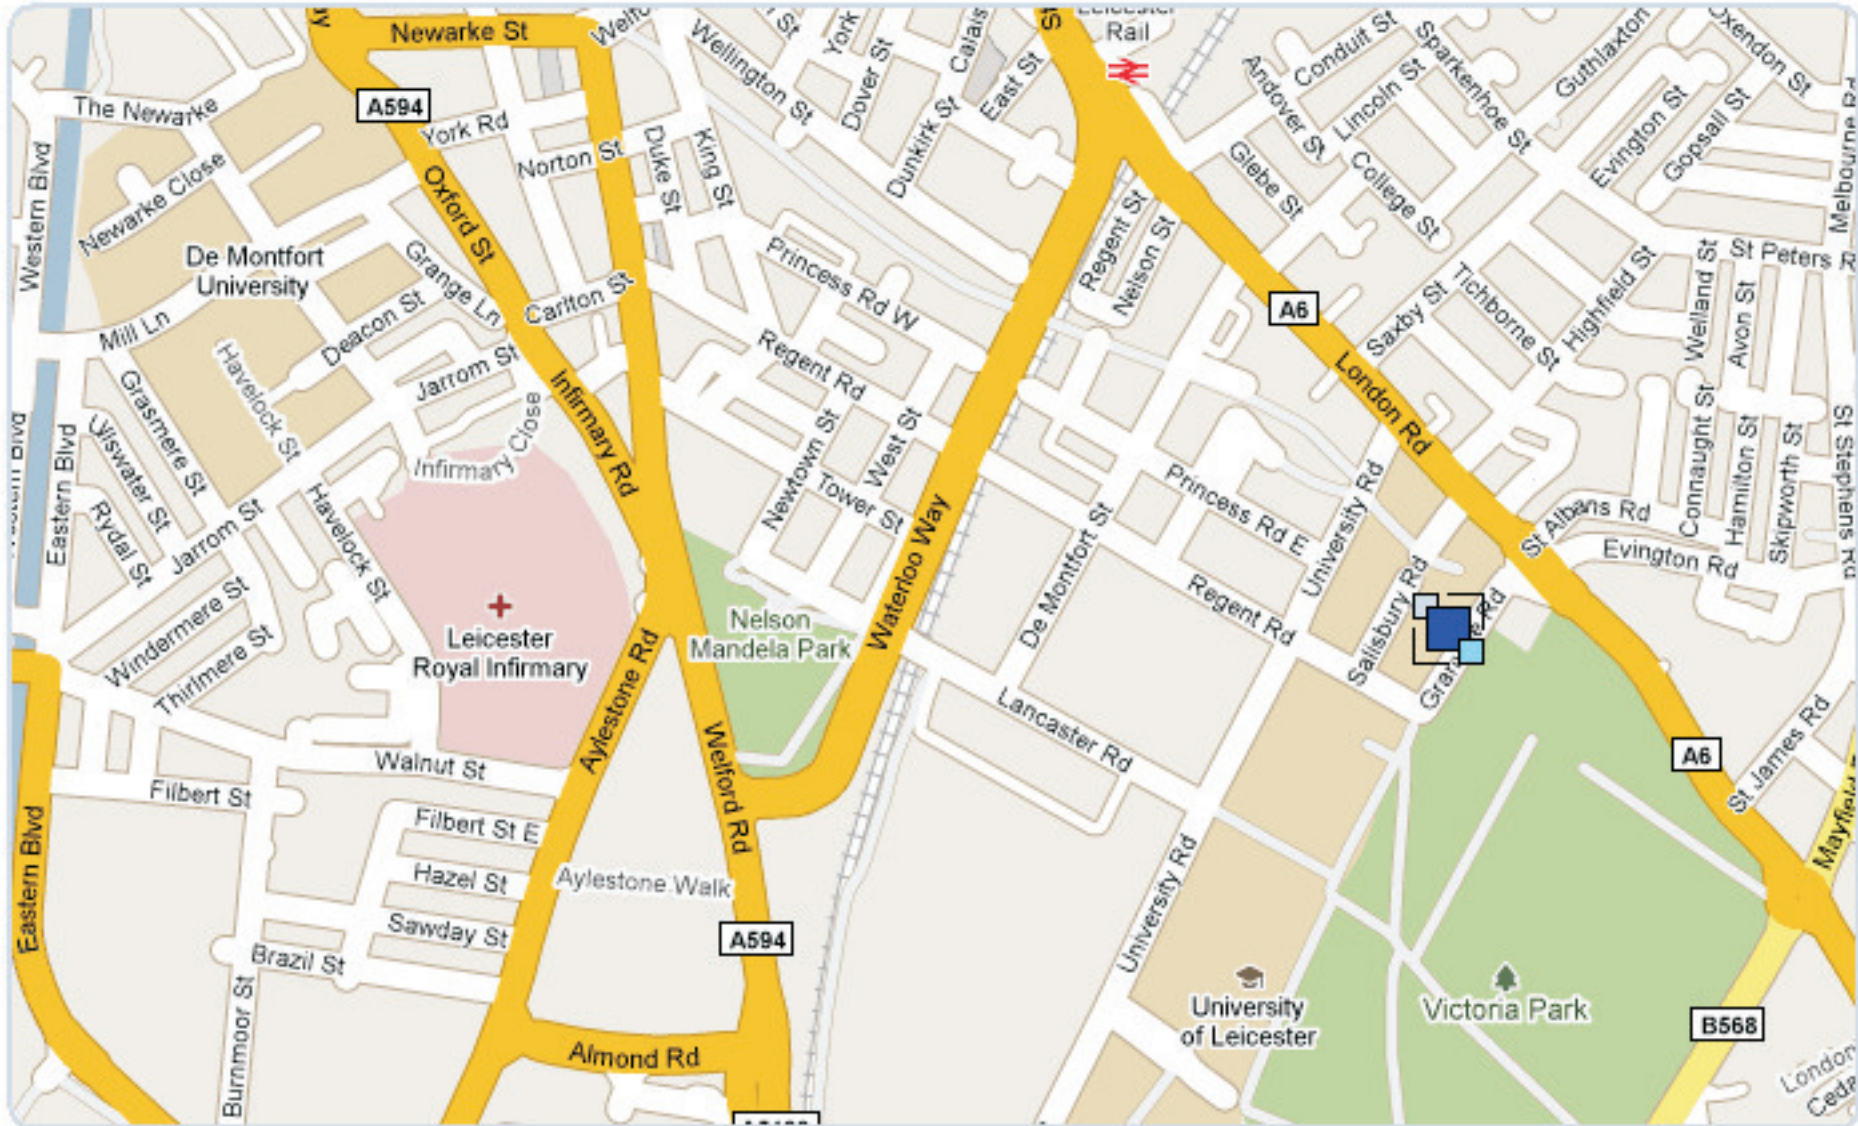 Newarke St
Wellington St
York
Dover St
Calais
East St
Dunkirk St
Rail
Conduit St
Sparkenhoe St
Guthlaxton
Oxendon St
Andover St
Lincoln St
Evington St
Gopsall St
Melbourne
The Newarke
A594
York Rd
Norton St
Duke St
King St
Glebe St
College St
Western Blvd
Newarke Close
Oxford St
De Montfort
University
Grange Ln
Carlton St
Princess Rd W
Regent St
Nelson St
A6
Saxby St
Tichborne St
Highfield St
St Peters R
Welland St
Avon St
Mill Ln
Deacon St
Havelock St
Jarrom St
Infirmary Close
Infirmary Rd
Regent Rd
London Rd
Grasmere St
Ulswater St
Rydal St
Eastern Blvd
Jarrom St
Havelock St
Newtown St
West St
Tower St
Waterloo Way
Princess Rd E
University Rd
De Montfort St
Regent Rd
Salisbury Rd
St Albans Rd
Evington Rd
Connaught St
Hamilton St
Skipworth St
St Stephens Rd
Windermere St
Thirlmere St
Leicester
Royal Infirmary
Nelson
Mandela Park
Aylestone Rd
Welford Rd
Lancaster Rd
Walnut St
Filbert St
Filbert St E
Hazel St
Sawday St
Aylestone Walk
A594
Brazil St
Burnmoor St
Eastern Blvd
Almond Rd
University Rd
University
of Leicester
Victoria Park
A6
St James Rd
B568
London